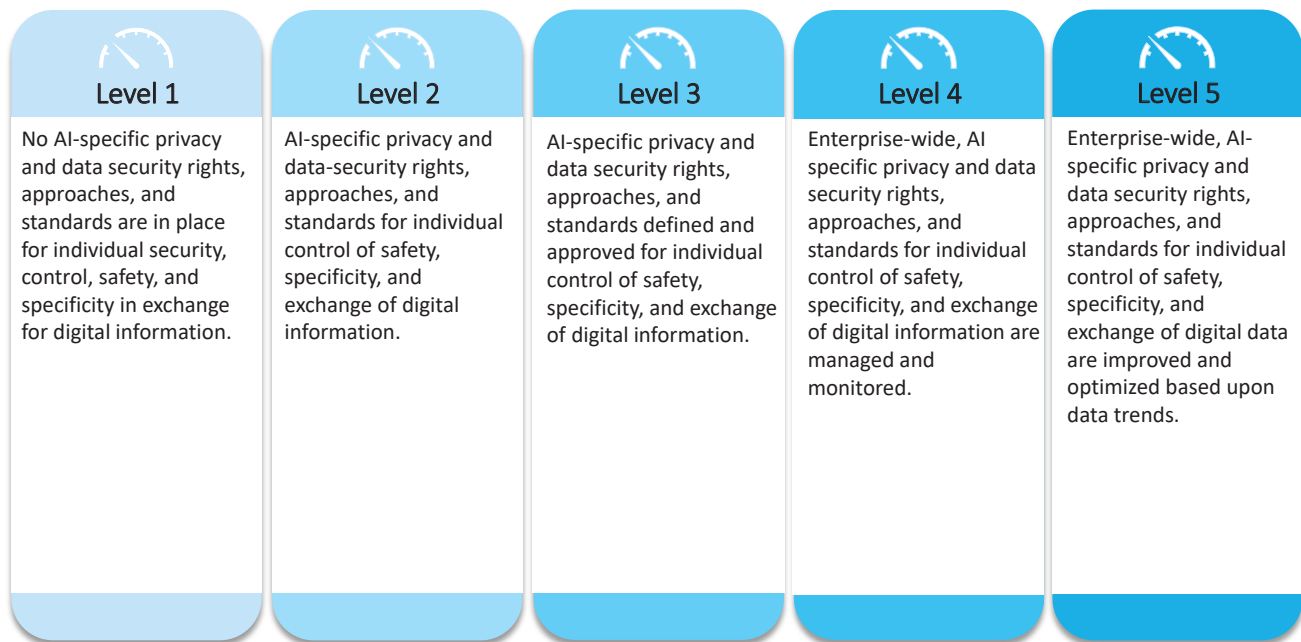 Level 1
No AI-specific privacy
and data security rights,
approaches, and
standards are in place
for individual security,
control, safety, and
specificity in exchange
for digital information.
Level 2
AI-specific privacy and
data-security rights,
approaches, and
standards for individual
control of safety,
specificity, and
exchange of digital
information.
Level 3
AI-specific privacy and
data security rights,
approaches, and
standards defined and
approved for individual
control of safety,
specificity, and exchange
of digital information.
Level 4
Enterprise-wide, AI
specific privacy and data
security rights,
approaches, and
standards for individual
control of safety,
specificity, and exchange
of digital information are
managed and
monitored.
Level 5
Enterprise-wide, AI-
specific privacy and
data security rights,
approaches, and
standards for individual
control of safety,
specificity, and
exchange of digital data
are improved and
optimized based upon
data trends.